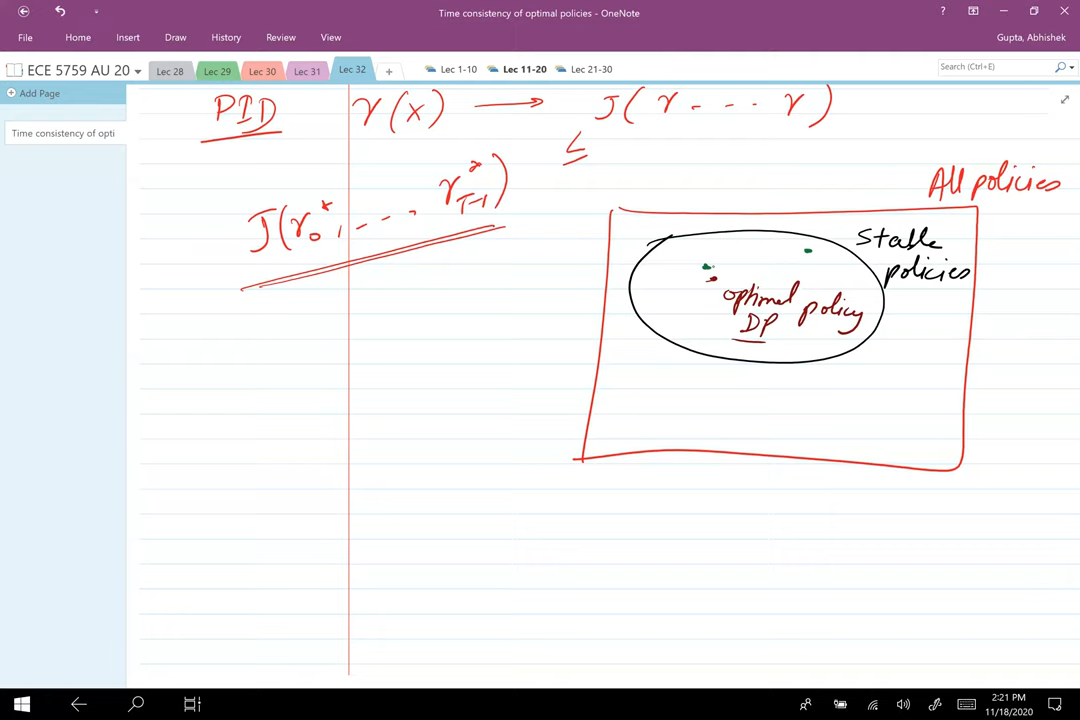 Time consistency of optimal policies - OneNote
?
File Home Insert Draw History Review View Gupta, Abhishek
ECE 5759 AU 20 Lec 28 Lec 29 Lec 30 Lec 31 Lec 32 + Lec 1-10 Lec 11-20 Lec 21-30 Search (Ctrl+E)
Add Page
Time consistency of opti
PID γ(x) → J(γ --- γ)
≤
J(γ₀*, ---, γ*_{T-1})
All policies
Stable
policies
optimal policy
DP
2:21 PM
11/18/2020